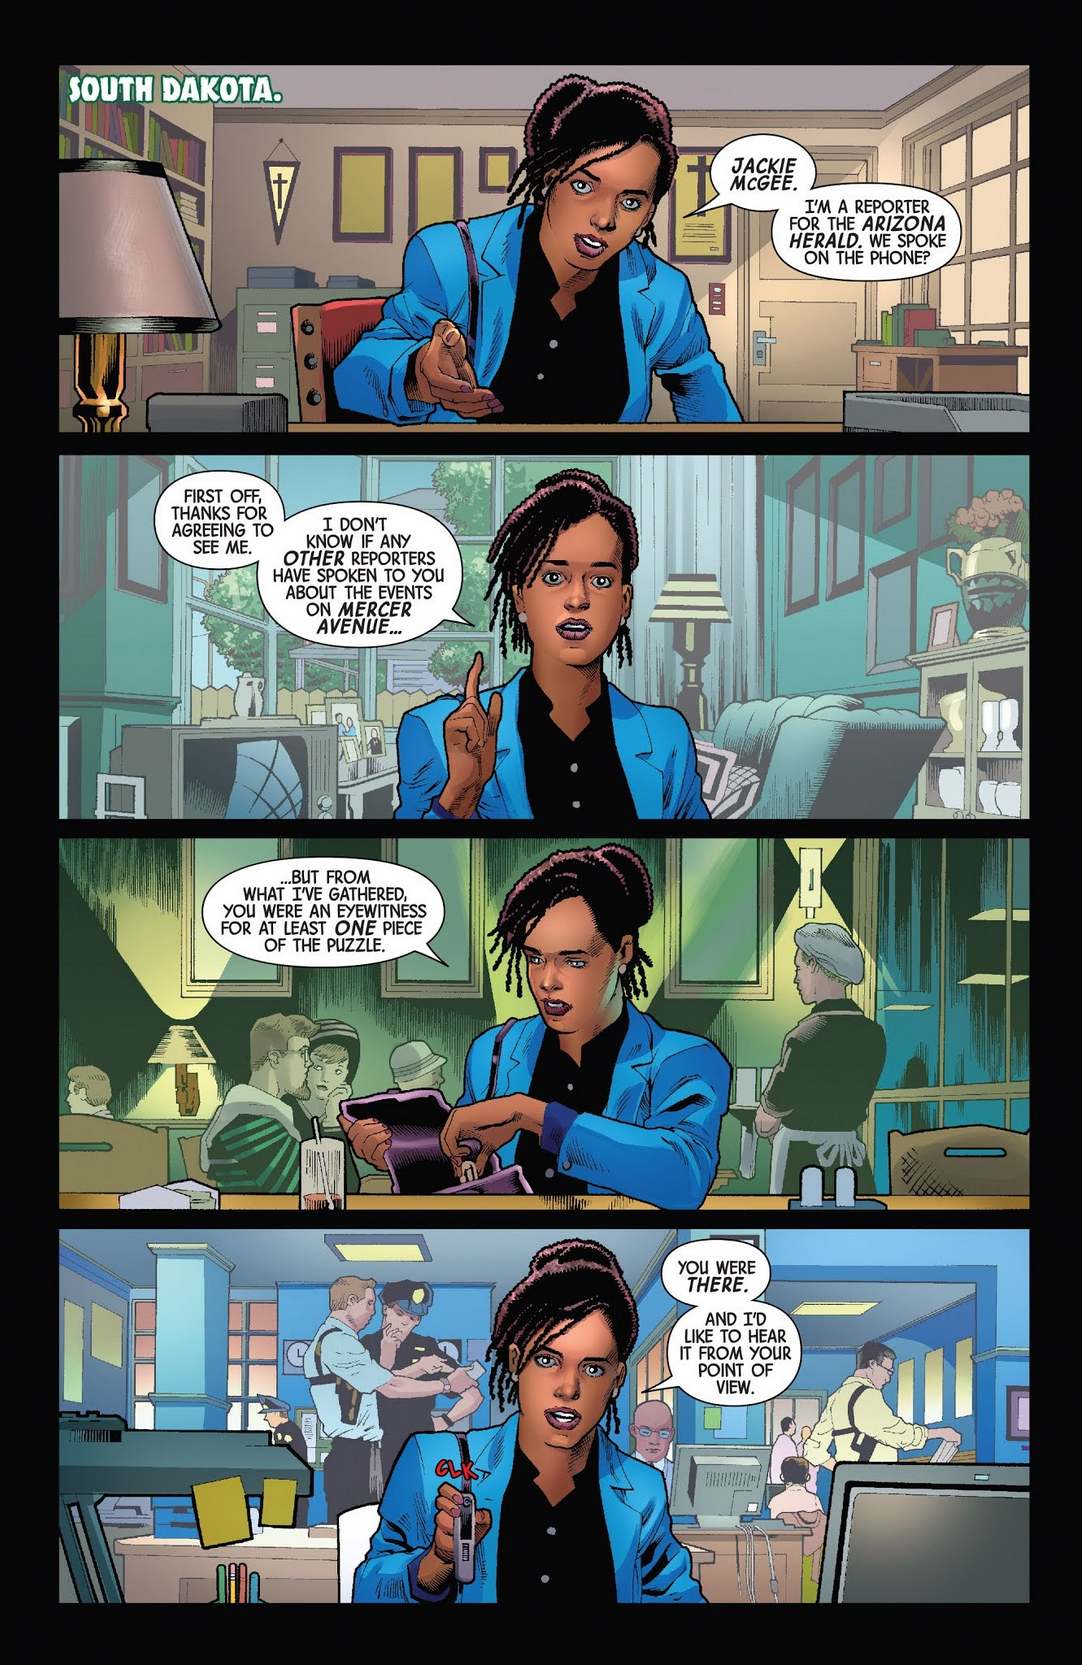 SOUTH DAKOTA.
JACKIE
McGEE.
I'M A REPORTER
FOR THE ARIZONA
HERALD. WE SPOKE
ON THE PHONE?
FIRST OFF,
THANKS FOR
AGREEING TO
SEE ME.
I DON'T
KNOW IF ANY
OTHER REPORTERS
HAVE SPOKEN TO YOU
ABOUT THE EVENTS
ON MERCER
AVENUE...
...BUT FROM
WHAT I'VE GATHERED,
YOU WERE AN EYEWITNESS
FOR AT LEAST ONE PIECE
OF THE PUZZLE.
YOU WERE
THERE.
AND I'D
LIKE TO HEAR
IT FROM YOUR
POINT OF
VIEW.
CLK